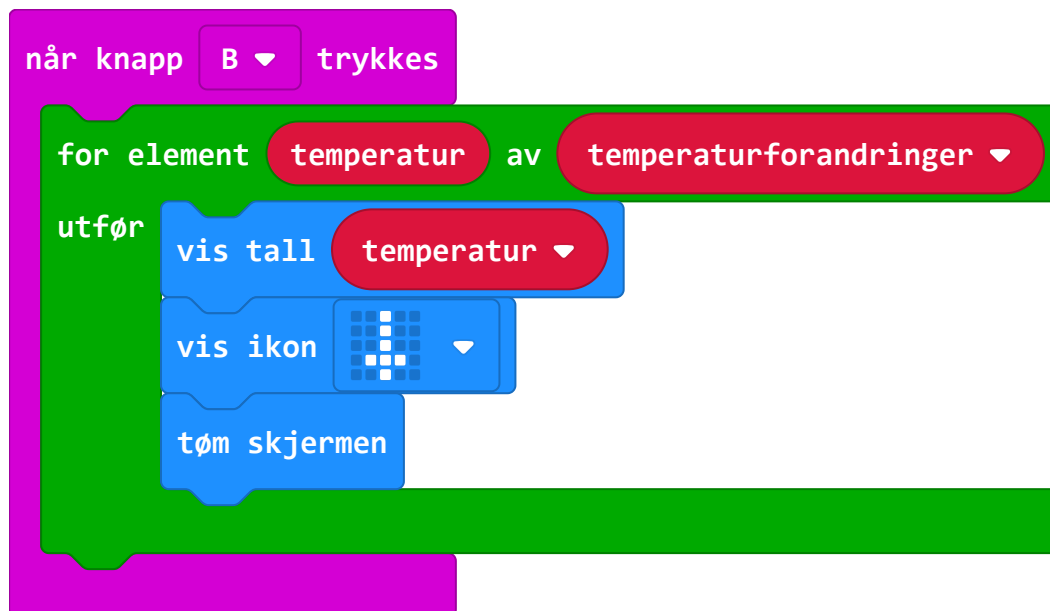 når knapp B trykkes
for element temperatur av temperaturforandringer
utfør
vis tall temperatur
vis ikon
tøm skjermen